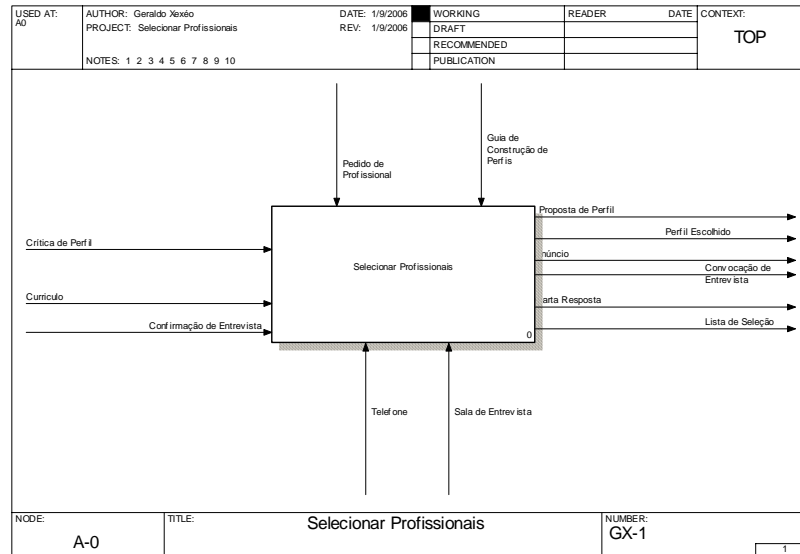 USED AT:
A0
AUTHOR: Geraldo Xexéo
PROJECT: Selecionar Profissionais
NOTES: 1 2 3 4 5 6 7 8 9 10
DATE: 1/9/2006
REV: 1/9/2006
WORKING
DRAFT
RECOMMENDED
PUBLICATION
READER DATE
CONTEXT:
TOP
Pedido de
Profissional
Guia de
Construção de
Perfis
Crítica de Perfil
Curriculo
Confirmação de Entrevista
Selecionar Profissionais
0
Proposta de Perfil
Perfil Escolhido
núncio
Convocação de
Entrevista
arta Resposta
Lista de Seleção
Telefone
Sala de Entrevista
NODE:
A-0
TITLE:
Selecionar Profissionais
NUMBER:
GX-1
1